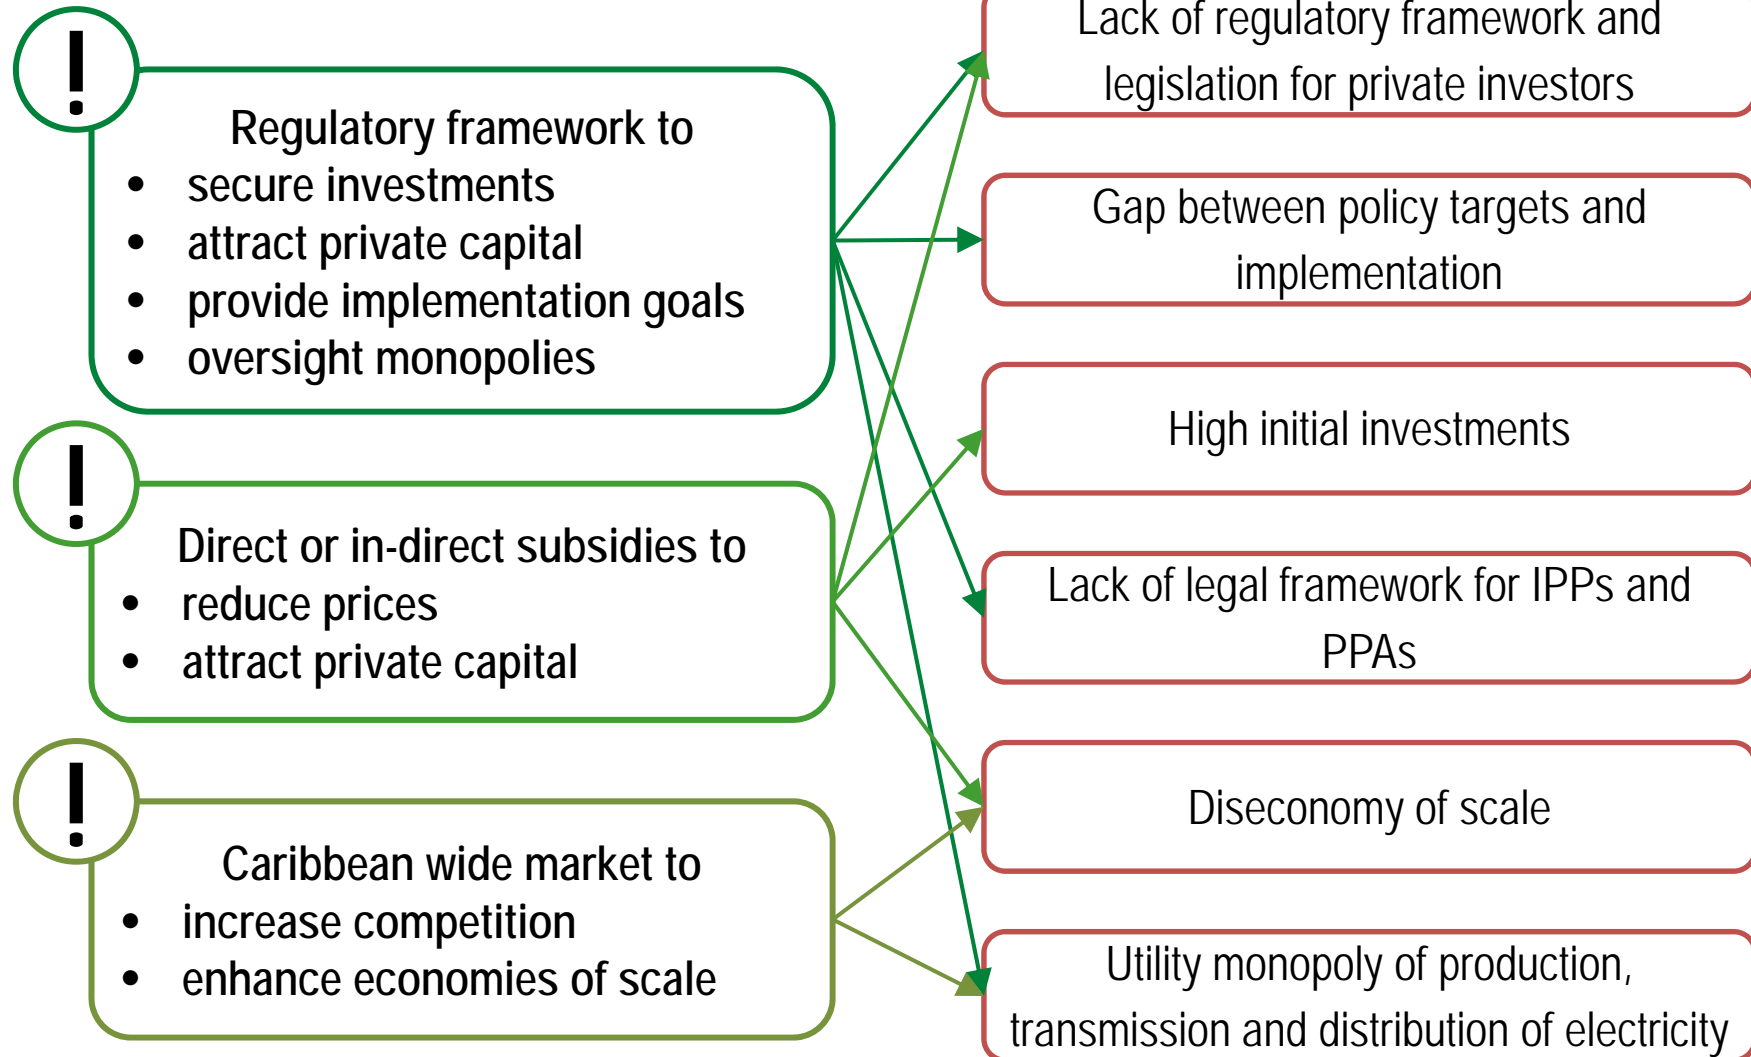 !
Regulatory framework to
• secure investments
• attract private capital
• provide implementation goals
• oversight monopolies
!
Direct or in-direct subsidies to
• reduce prices
• attract private capital
!
Caribbean wide market to
• increase competition
• enhance economies of scale
Lack of regulatory framework and
legislation for private investors
Gap between policy targets and
implementation
High initial investments
Lack of legal framework for IPPs and
PPAs
Diseconomy of scale
Utility monopoly of production,
transmission and distribution of electricity